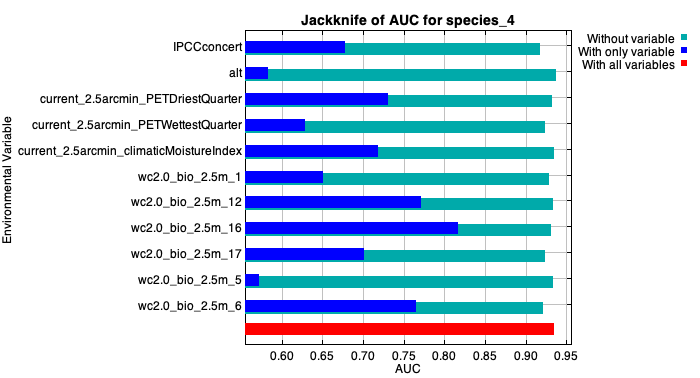 Jackknife of AUC for species_4
Without variable
With only variable
With all variables
Environmental Variable
IPCCconcert
alt
current_2.5arcmin_PETDriestQuarter
current_2.5arcmin_PETWettestQuarter
current_2.5arcmin_climaticMoistureIndex
wc2.0_bio_2.5m_1
wc2.0_bio_2.5m_12
wc2.0_bio_2.5m_16
wc2.0_bio_2.5m_17
wc2.0_bio_2.5m_5
wc2.0_bio_2.5m_6
0.60 0.65 0.70 0.75 0.80 0.85 0.90 0.95
AUC